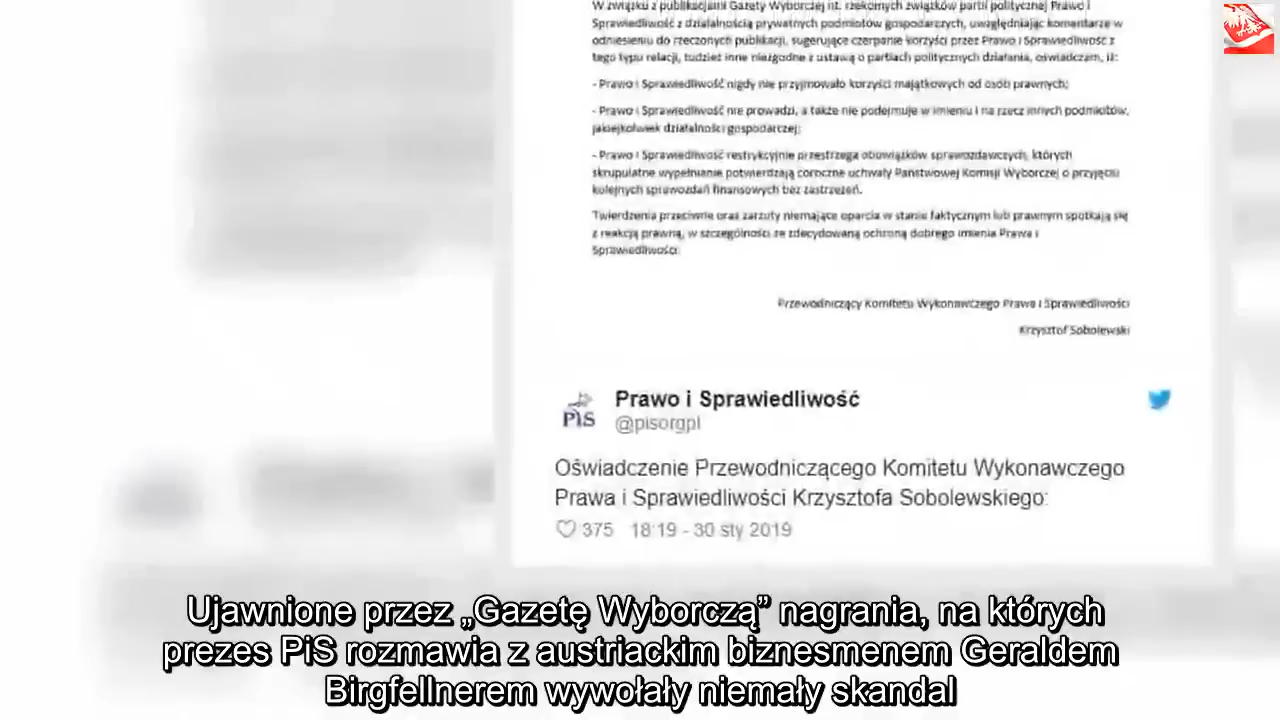 W związku z publikacjami Gazety Wyborczej nt. rzekomych związków partii politycznej Prawo i
Sprawiedliwość z działalnością prywatnych podmiotów gospodarczych, uwzględniając komentarze w
odniesieniu do rzeczonych publikacji, sugerujące czerpanie korzyści przez Prawo i Sprawiedliwość z
tego typu relacji, tudzież inne niezgodne z ustawą o partiach politycznych działania, oświadczam, iż:
- Prawo i Sprawiedliwość nigdy nie przyjmowało korzyści majątkowych od osób prawnych;
- Prawo i Sprawiedliwość nie prowadzi, a także nie podejmuje w imieniu i na rzecz innych podmiotów,
jakiejkolwiek działalności gospodarczej;
- Prawo i Sprawiedliwość restrykcyjnie przestrzega obowiązków sprawozdawczych, których
skrupulatne wypełnianie potwierdzają coroczne uchwały Państwowej Komisji Wyborczej o przyjęciu
kolejnych sprawozdań finansowych bez zastrzeżeń.
Twierdzenia przeciwne oraz zarzuty niemające oparcia w stanie faktycznym lub prawnym spotkają się
z reakcją prawną, w szczególności ze zdecydowaną ochroną dobrego imienia Prawa i
Sprawiedliwości.
Przewodniczący Komitetu Wykonawczego Prawa i Sprawiedliwości
Krzysztof Sobolewski
PiS
Prawo i Sprawiedliwość
@pisorgpl
Oświadczenie Przewodniczącego Komitetu Wykonawczego
Prawa i Sprawiedliwości Krzysztofa Sobolewskiego:
375 18:19 - 30 sty 2019
Ujawnione przez „Gazetę Wyborczą” nagrania, na których
prezes PiS rozmawia z austriackim biznesmenem Geraldem
Birgfellnerem wywołały niemały skandal